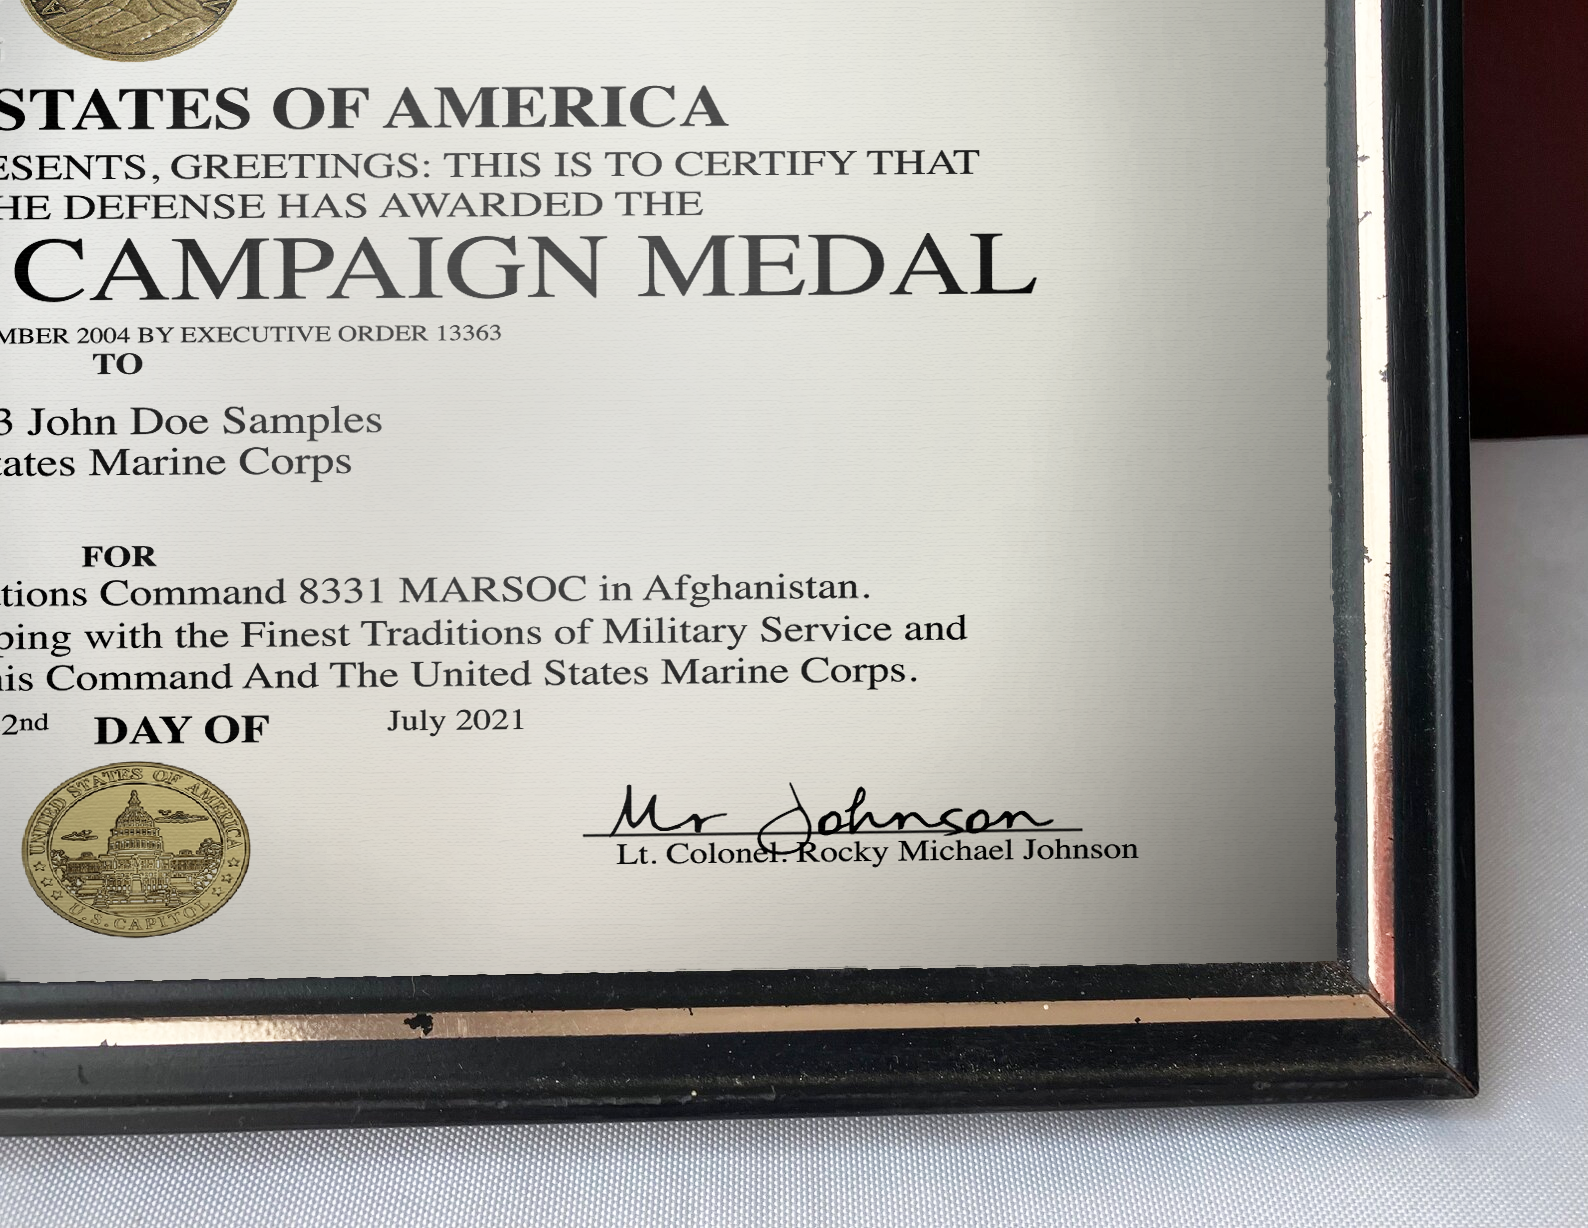 STATES OF AMERICA
ESENTS, GREETINGS: THIS IS TO CERTIFY THAT
HE DEFENSE HAS AWARDED THE
CAMPAIGN MEDAL
MBER 2004 BY EXECUTIVE ORDER 13363
TO
3 John Doe Samples
tates Marine Corps
FOR
tions Command 8331 MARSOC in Afghanistan.
ping with the Finest Traditions of Military Service and
his Command And The United States Marine Corps.
2nd DAY OF July 2021
UNITED STATES OF AMERICA
U.S. CAPITOL
Mr Johnson
Lt. Colonel: Rocky Michael Johnson